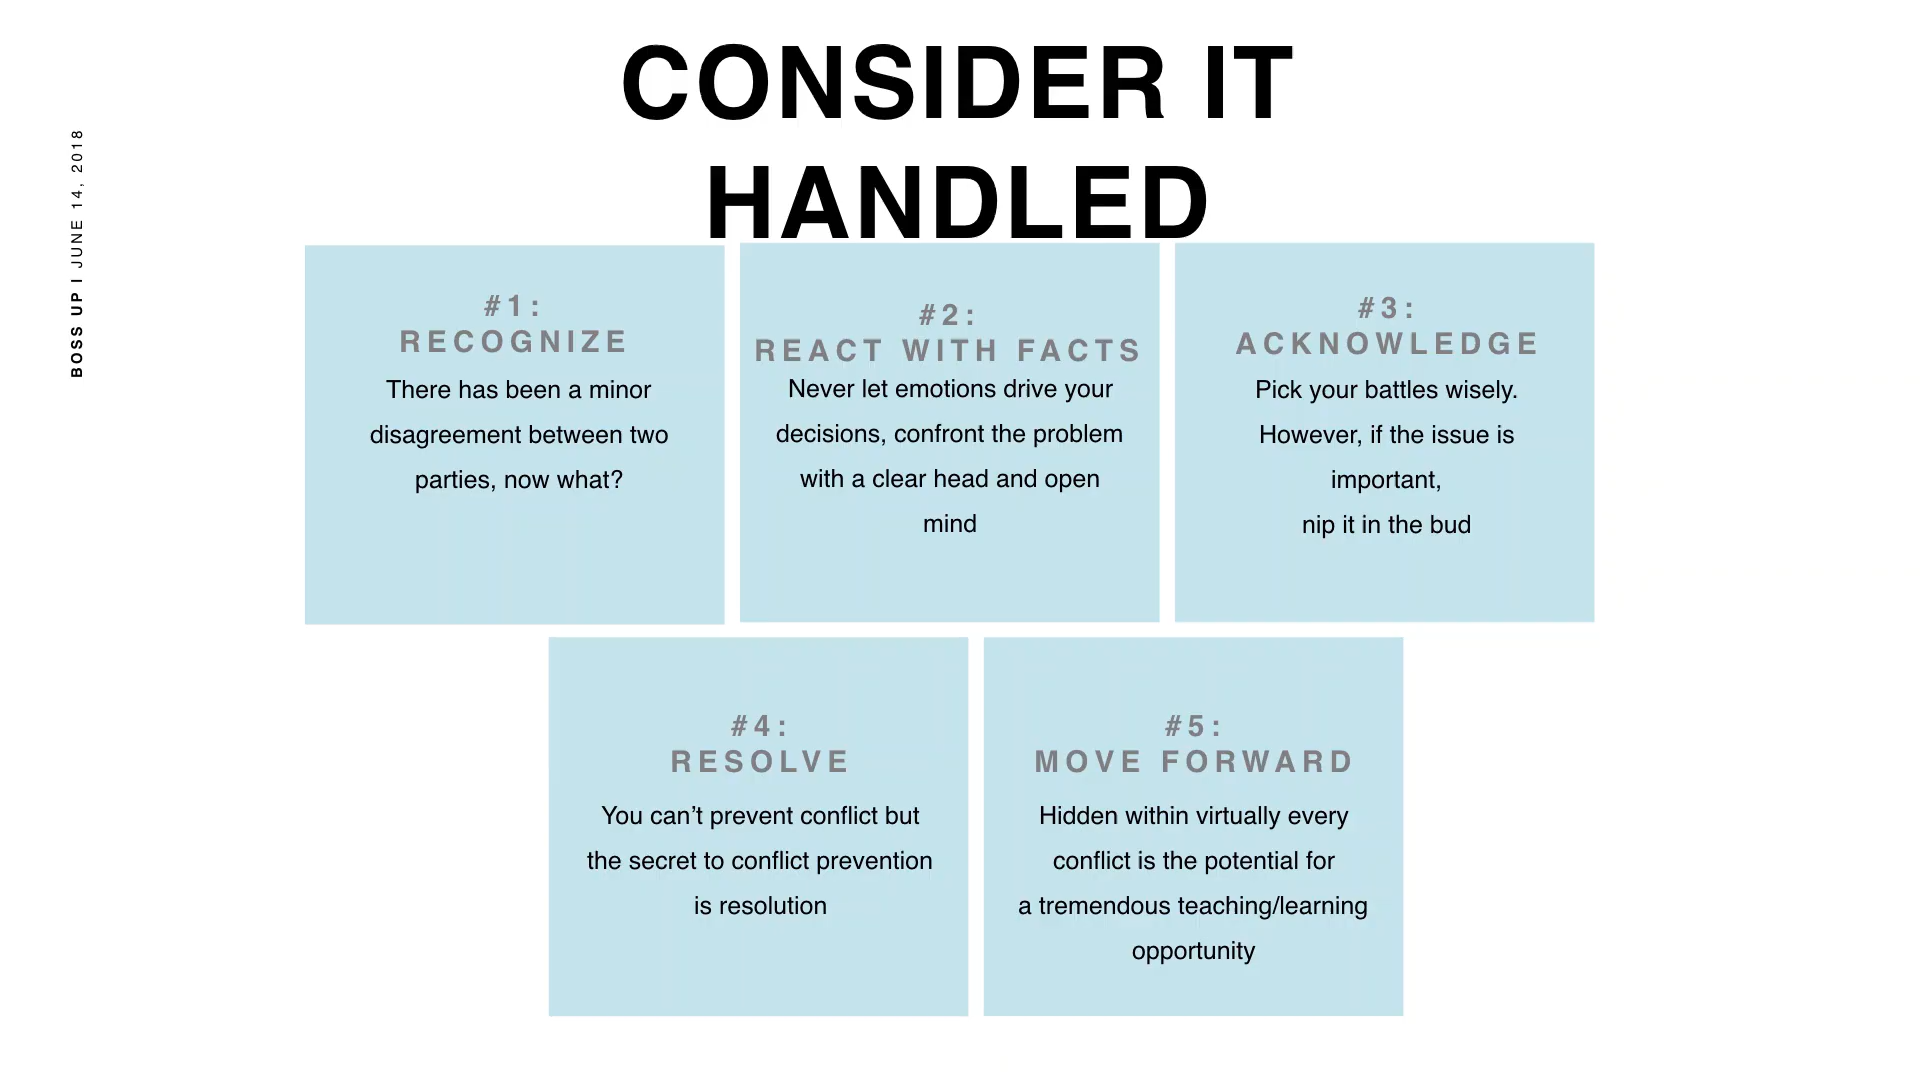 CONSIDER IT
HANDLED
BOSS UP I JUNE 14, 2018
#1:
RECOGNIZE
There has been a minor
disagreement between two
parties, now what?
#2:
REACT WITH FACTS
Never let emotions drive your
decisions, confront the problem
with a clear head and open
mind
#3:
ACKNOWLEDGE
Pick your battles wisely.
However, if the issue is
important,
nip it in the bud
#4:
RESOLVE
You can’t prevent conflict but
the secret to conflict prevention
is resolution
#5:
MOVE FORWARD
Hidden within virtually every
conflict is the potential for
a tremendous teaching/learning
opportunity